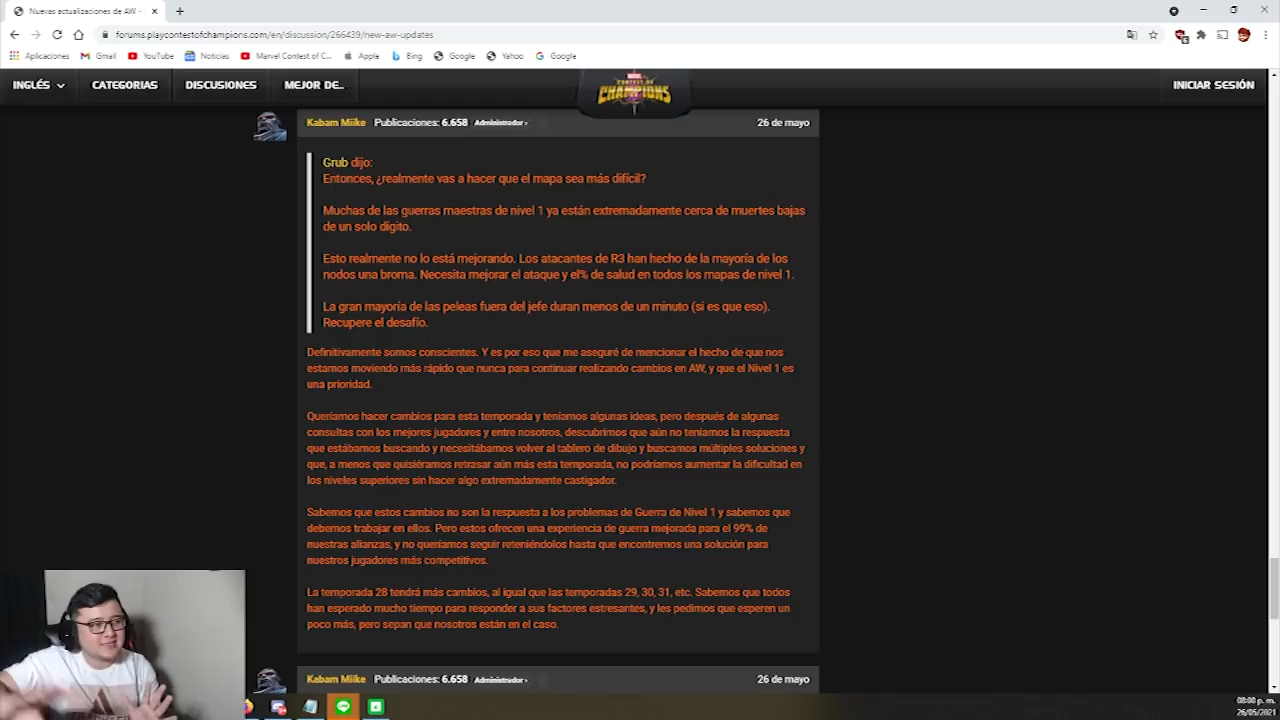 Nuevas actualizaciones de AW -
forums.playcontestofchampions.com/en/discussion/266439/new-aw-updates
Aplicaciones
Gmail
YouTube
Noticias
Marvel Contest of C...
Apple
Bing
Google
Yahoo
Google
INGLÉS
CATEGORIAS
DISCUSIONES
MEJOR DE...
MARVEL
CONTEST OF
CHAMPIONS
INICIAR SESIÓN
Kabam Miike Publicaciones: 6.658 Administrador › 26 de mayo
Grub dijo:
Entonces, ¿realmente vas a hacer que el mapa sea más difícil?
Muchas de las guerras maestras de nivel 1 ya están extremadamente cerca de muertes bajas
de un solo dígito.
Esto realmente no lo está mejorando. Los atacantes de R3 han hecho de la mayoría de los
nodos una broma. Necesita mejorar el ataque y el% de salud en todos los mapas de nivel 1.
La gran mayoría de las peleas fuera del jefe duran menos de un minuto (si es que eso).
Recupere el desafío.
Definitivamente somos conscientes. Y es por eso que me aseguré de mencionar el hecho de que nos
estamos moviendo más rápido que nunca para continuar realizando cambios en AW, y que el Nivel 1 es
una prioridad.
Queríamos hacer cambios para esta temporada y teníamos algunas ideas, pero después de algunas
consultas con los mejores jugadores y entre nosotros, descubrimos que aún no teníamos la respuesta
que estábamos buscando y necesitábamos volver al tablero de dibujo y buscamos múltiples soluciones y
que, a menos que quisiéramos retrasar aún más esta temporada, no podríamos aumentar la dificultad en
los niveles superiores sin hacer algo extremadamente castigador.
Sabemos que estos cambios no son la respuesta a los problemas de Guerra de Nivel 1 y sabemos que
debemos trabajar en ellos. Pero estos ofrecen una experiencia de guerra mejorada para el 99% de
nuestras alianzas, y no queríamos seguir reteniéndolos hasta que encontremos una solución para
nuestros jugadores más competitivos.
La temporada 28 tendrá más cambios, al igual que las temporadas 29, 30, 31, etc. Sabemos que todos
han esperado mucho tiempo para responder a sus factores estresantes, y les pedimos que esperen un
poco más, pero sepan que nosotros están en el caso.
Kabam Miike Publicaciones: 6.658 Administrador › 26 de mayo
08:00 p. m.
26/05/2021